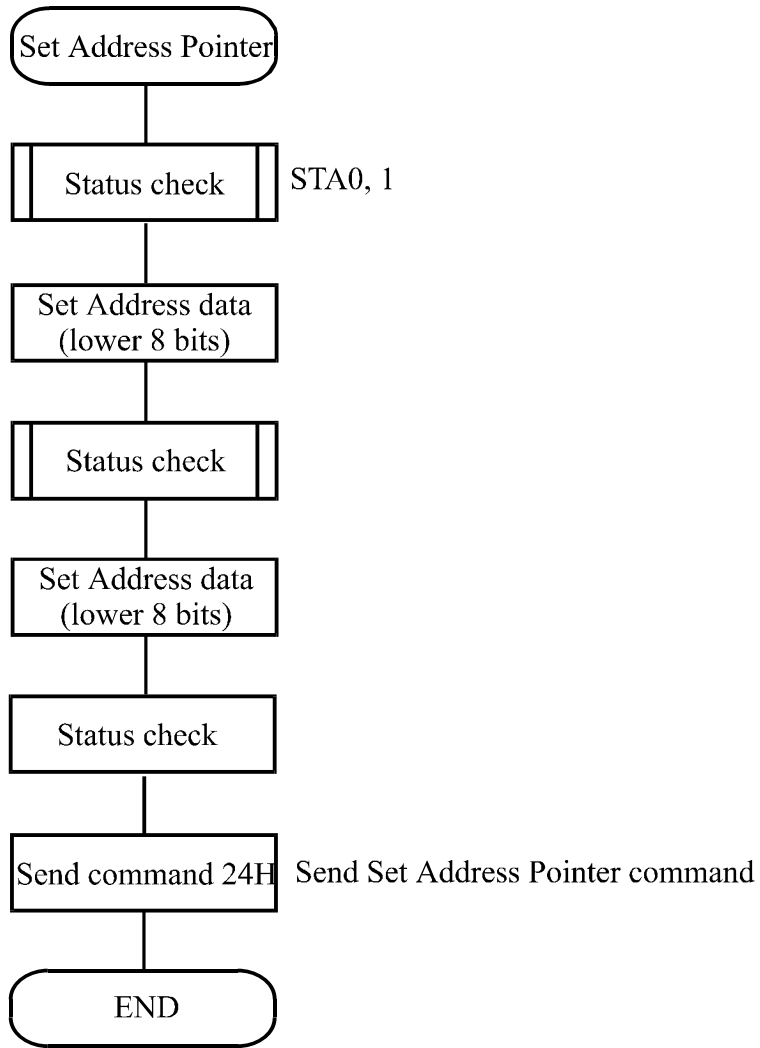 Set Address Pointer
Status check
STA0, 1
Set Address data
(lower 8 bits)
Status check
Set Address data
(lower 8 bits)
Status check
Send command 24H
Send Set Address Pointer command
END